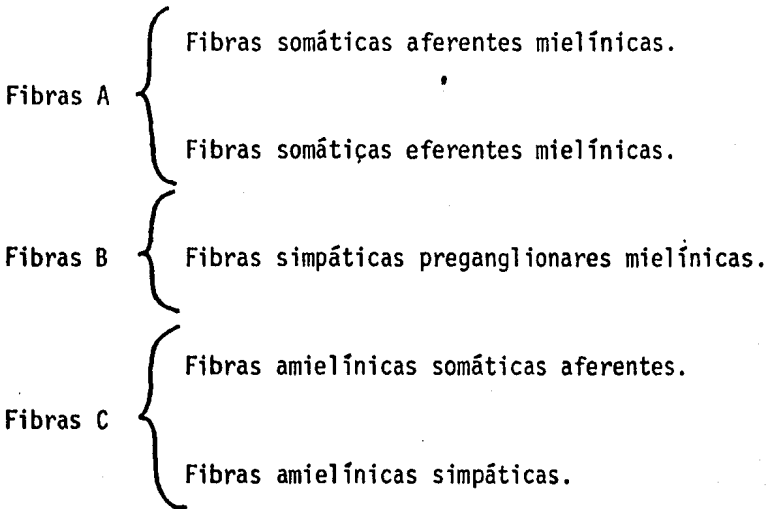 Fibras somáticas aferentes mielínicas.
Fibras A
Fibras somátiças eferentes mielínicas.
Fibras B
Fibras simpáticas preganglionares mielínicas.
Fibras amielínicas somáticas aferentes.
Fibras C
Fibras amielínicas simpáticas.